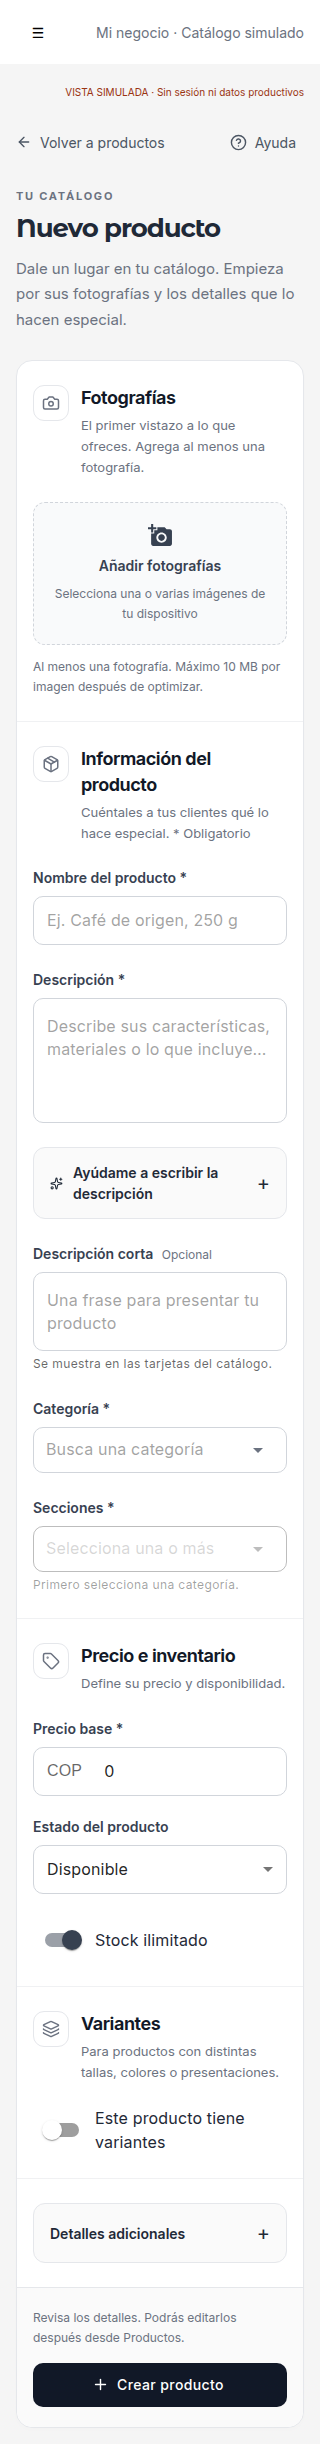 Mi negocio · Catálogo simulado
VISTA SIMULADA · Sin sesión ni datos productivos
Volver a productos
Ayuda
TU CATÁLOGO
Nuevo producto
Dale un lugar en tu catálogo. Empieza
por sus fotografías y los detalles que lo
hacen especial.
Fotografías
El primer vistazo a lo que
ofreces. Agrega al menos una
fotografía.
Añadir fotografías
Selecciona una o varias imágenes de
tu dispositivo
Al menos una fotografía. Máximo 10 MB por
imagen después de optimizar.
Información del
producto
Cuéntales a tus clientes qué lo
hace especial. * Obligatorio
Nombre del producto *
Ej. Café de origen, 250 g
Descripción *
Describe sus características,
materiales o lo que incluye...
Ayúdame a escribir la
descripción
+
Descripción corta Opcional
Una frase para presentar tu
producto
Se muestra en las tarjetas del catálogo.
Categoría *
Busca una categoría
Secciones *
Selecciona una o más
Primero selecciona una categoría.
Precio e inventario
Define su precio y disponibilidad.
Precio base *
COP 0
Estado del producto
Disponible
Stock ilimitado
Variantes
Para productos con distintas
tallas, colores o presentaciones.
Este producto tiene
variantes
Detalles adicionales +
Revisa los detalles. Podrás editarlos
después desde Productos.
+ Crear producto